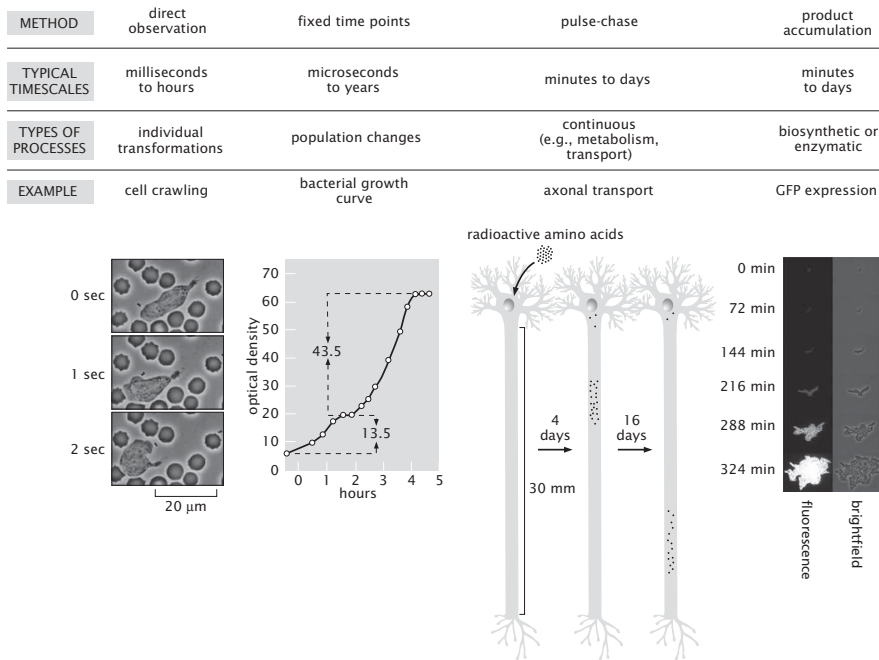 METHOD
direct
observation
fixed time points
pulse-chase
product
accumulation
TYPICAL
TIMESCALES
milliseconds
to hours
microseconds
to years
minutes to days
minutes
to days
TYPES OF
PROCESSES
individual
transformations
population changes
continuous
(e.g., metabolism,
transport)
biosynthetic or
enzymatic
EXAMPLE
cell crawling
bacterial growth
curve
axonal transport
GFP expression
0 sec
1 sec
2 sec
20 μm
optical density
70
60
50
40
30
20
10
0
43.5
13.5
0 1 2 3 4 5
hours
radioactive amino acids
4
days
16
days
30 mm
0 min
72 min
144 min
216 min
288 min
324 min
fluorescence
brightfield